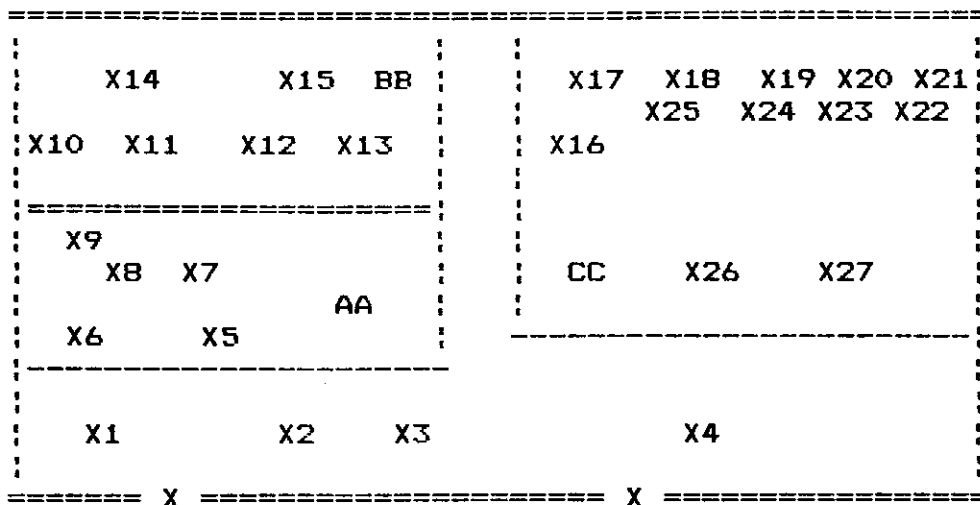 X14 X15 BB X17 X18 X19 X20 X21
X25 X24 X23 X22
X10 X11 X12 X13 X16
X9
X8 X7 CC X26 X27
AA
X6 X5
X1 X2 X3 X4
X X